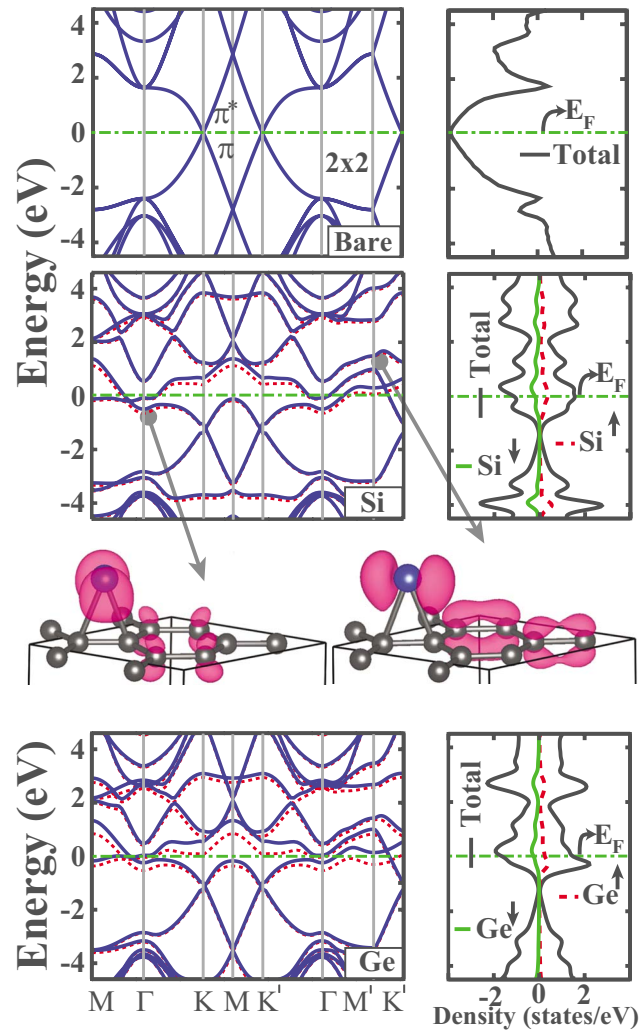 4
2
0
-2
-4
π*
π
2x2
Bare
E_F
Total
Energy (eV)
4
2
0
-2
-4
Si
Total
E_F
Si
Si
Energy (eV)
4
2
0
-2
-4
Ge
Total
E_F
Ge
Ge
M Γ K M K' Γ M' K'
-2 0 2
Density (states/eV)